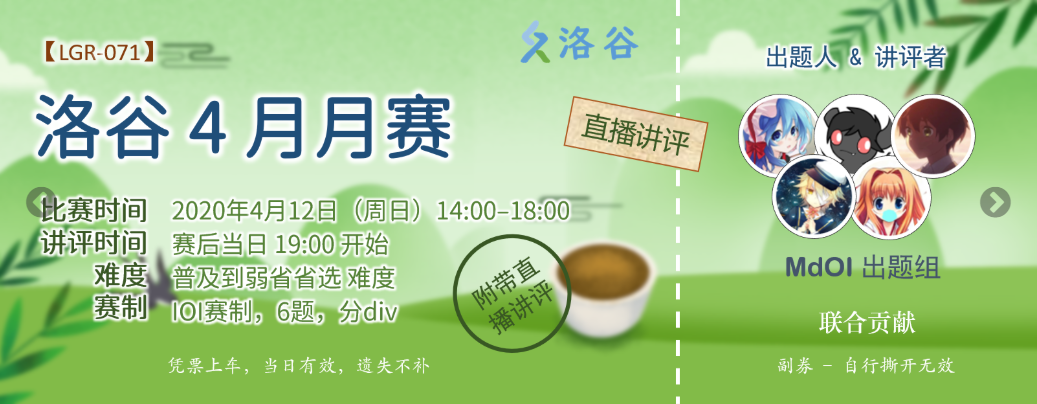 【LGR-071】
洛谷
洛谷 4 月月赛
直播讲评
比赛时间 2020年4月12日（周日）14:00–18:00
讲评时间 赛后当日 19:00 开始
难度 普及到弱省省选 难度
赛制 IOI赛制，6题，分div
附带直
播讲评
凭票上车，当日有效，遗失不补
出题人 & 讲评者
MdOI 出题组
联合贡献
副券 – 自行撕开无效